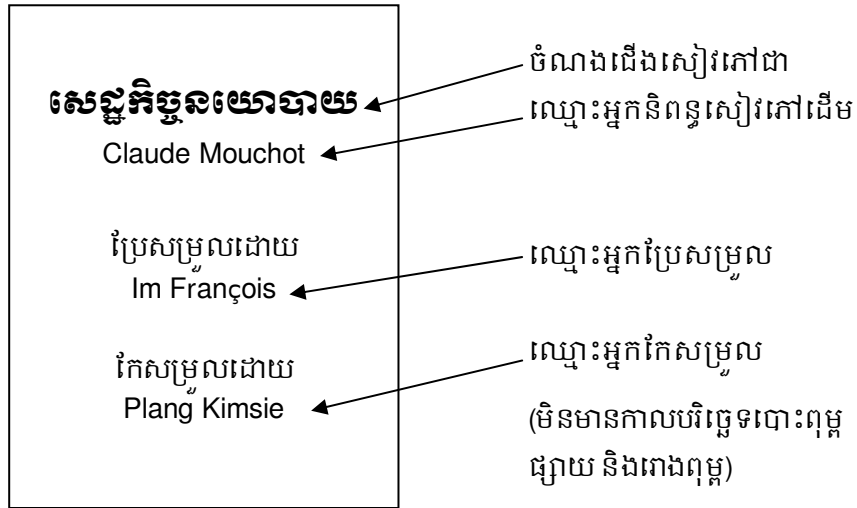 សេដ្ឋកិច្ចនយោបាយ
Claude Mouchot
ប្រែសម្រួលដោយ
Im François
កែសម្រួលដោយ
Plang Kimsie
ចំណងជើងសៀវភៅជា
ឈ្មោះអ្នកនិពន្ធសៀវភៅដើម
ឈ្មោះអ្នកប្រែសម្រួល
ឈ្មោះអ្នកកែសម្រួល
(មិនមានកាលបរិច្ឆេទបោះពុម្ព
ផ្សាយ និងរោងពុម្ព)